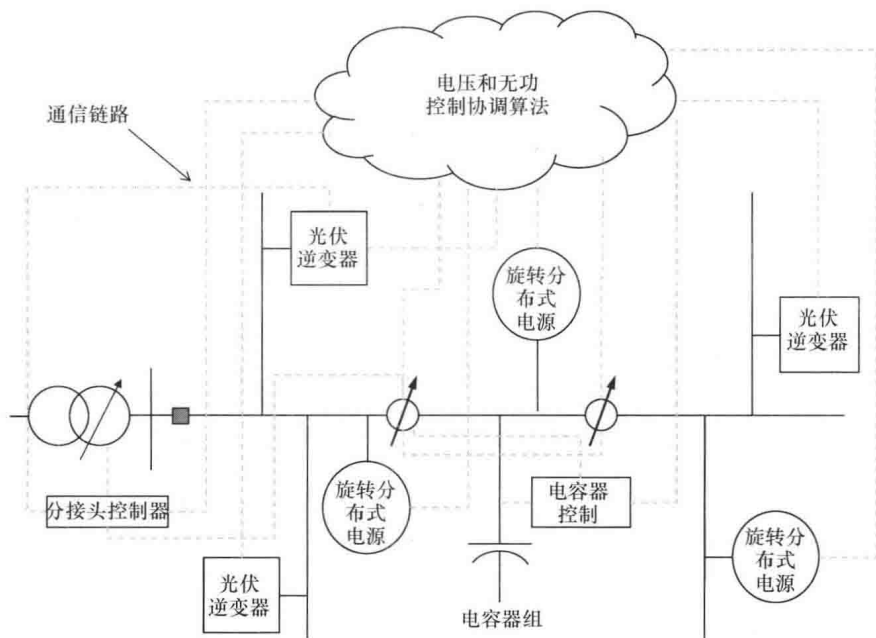 电压和无功
控制协调算法
通信链路
光伏
逆变器
旋转分
布式
电源
光伏
逆变器
分接头控制器
旋转分
布式
电源
电容器
控制
光伏
逆变器
旋转分
布式
电源
电容器组